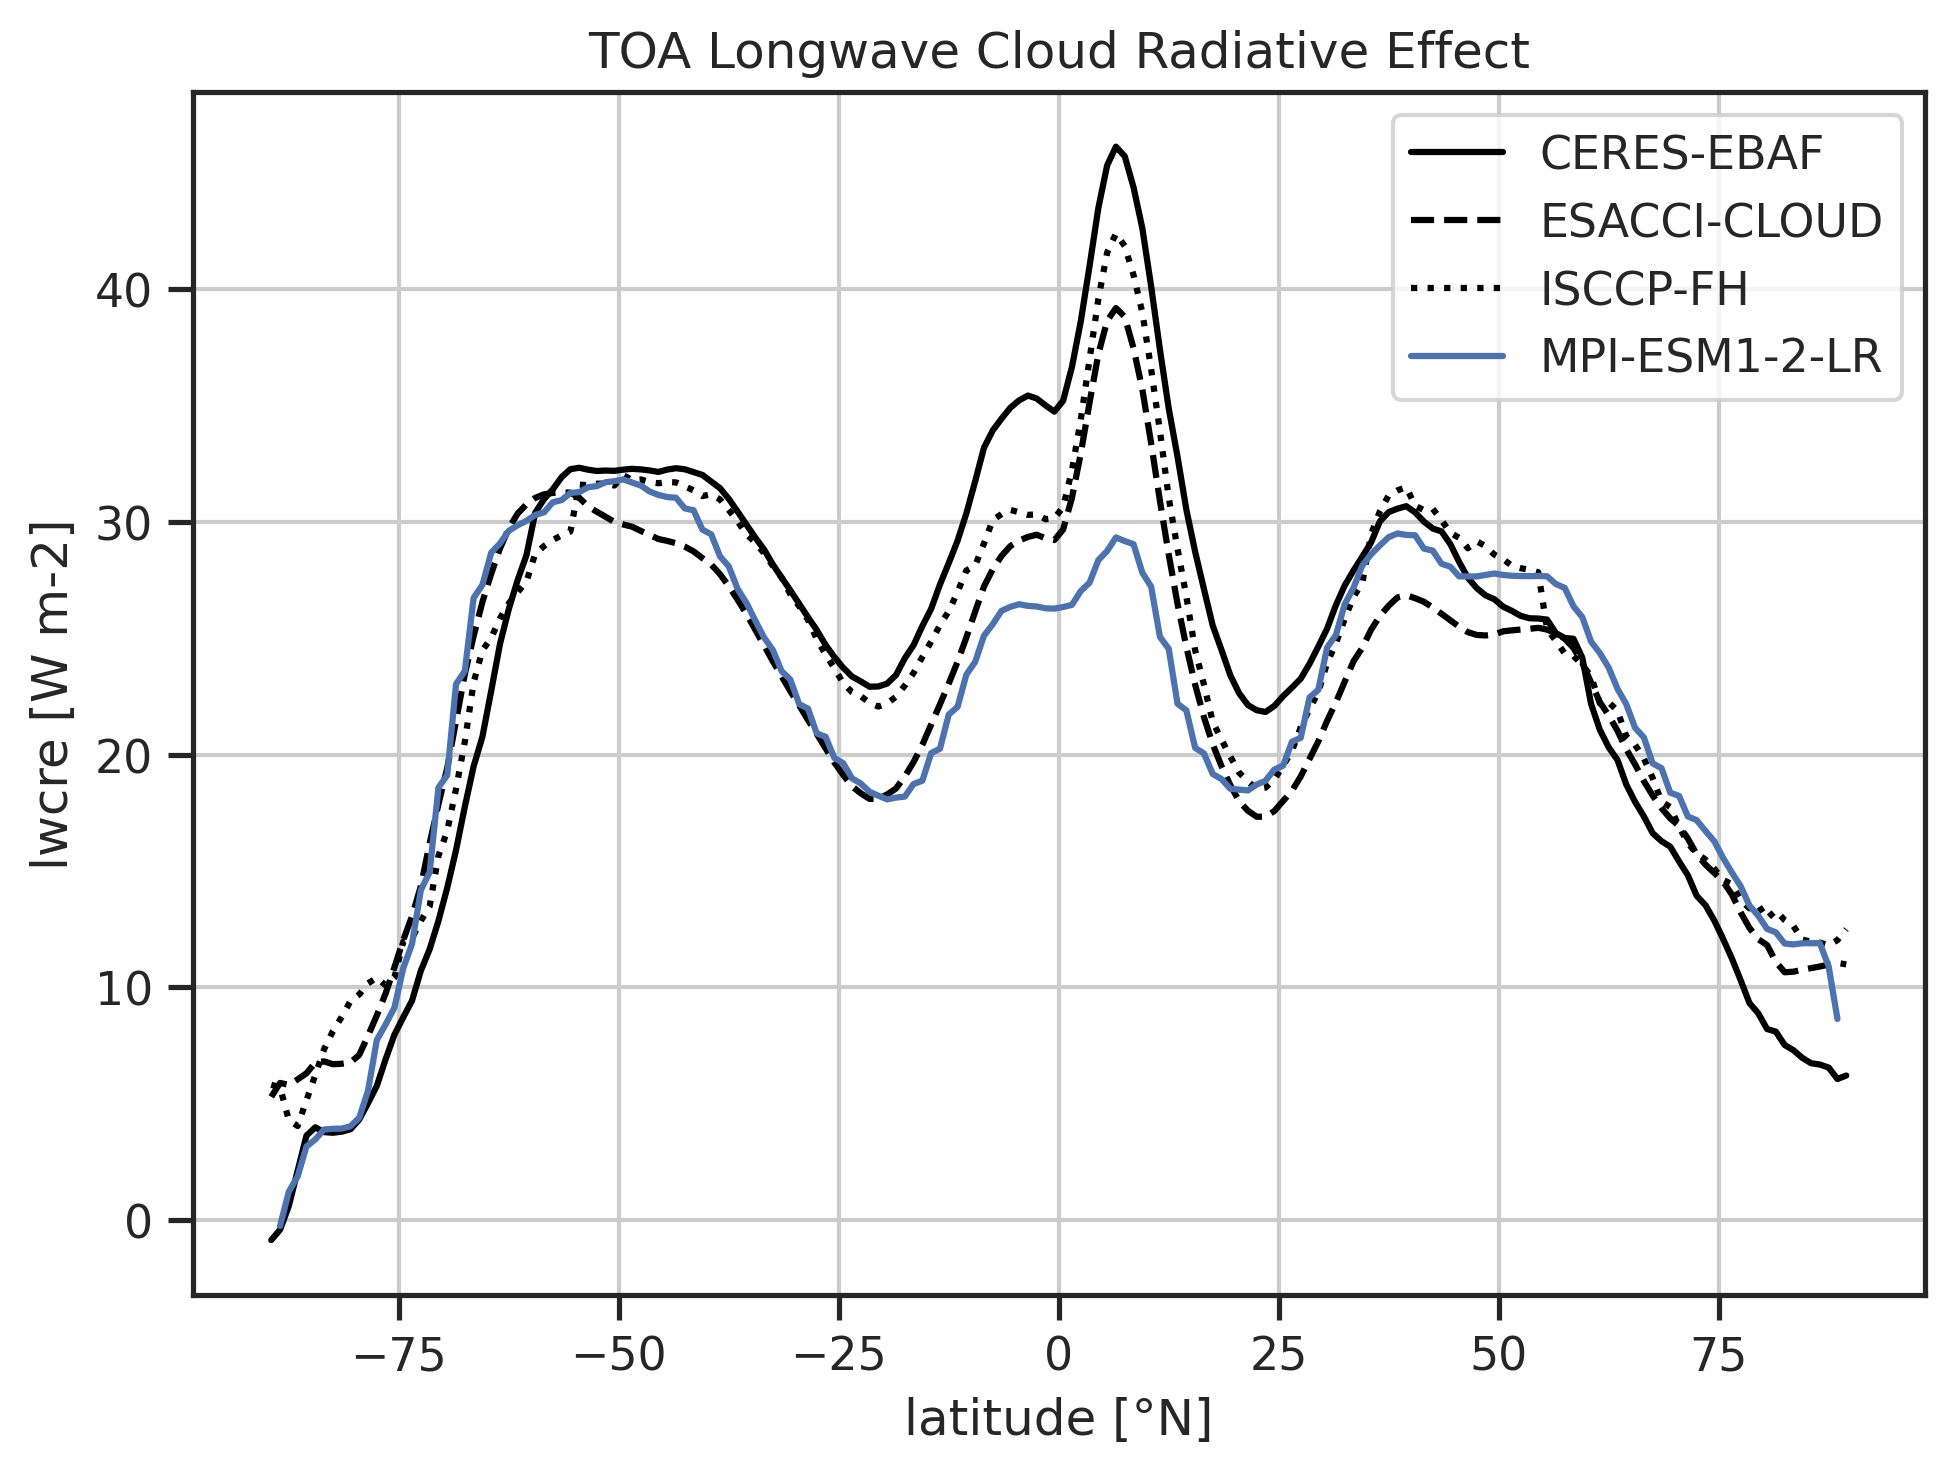 TOA Longwave Cloud Radiative Effect
CERES-EBAF
ESACCI-CLOUD
ISCCP-FH
MPI-ESM1-2-LR
lwcre [W m-2]
40
30
20
10
0
−75 −50 −25 0 25 50 75
latitude [°N]